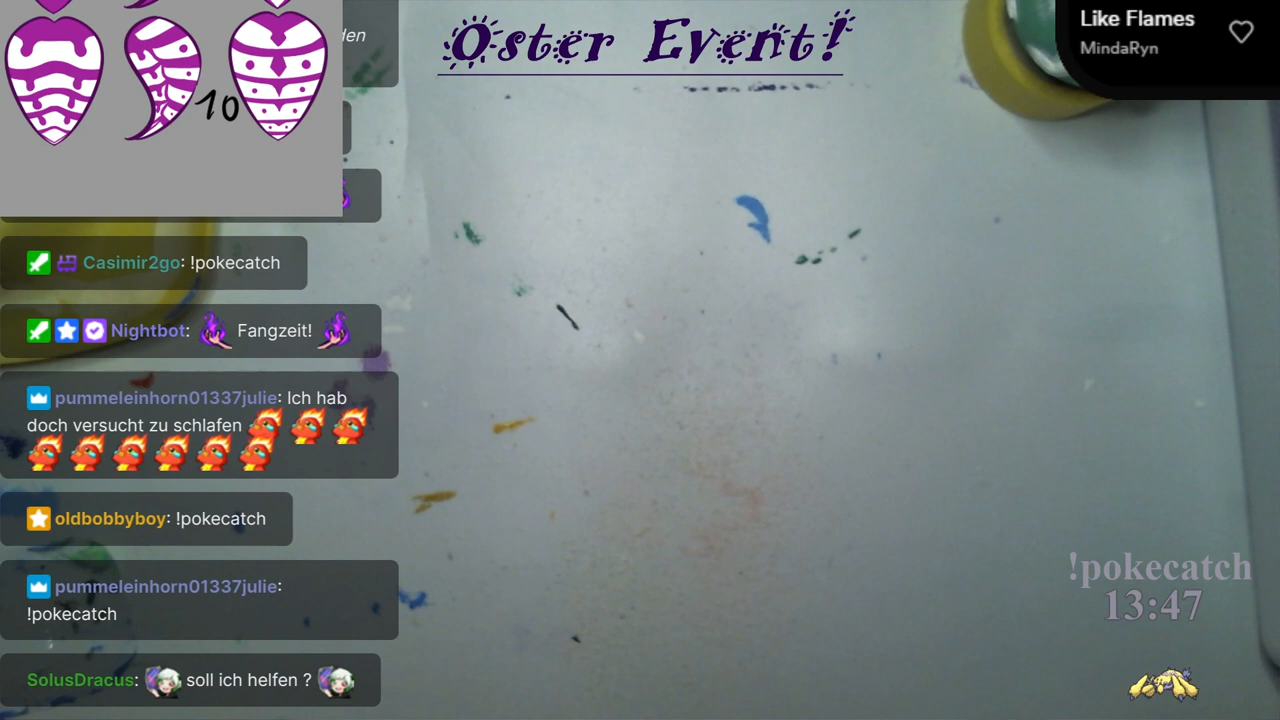 den
Oster Event!
Like Flames
MindaRyn
10
Casimir2go: !pokecatch
Nightbot: Fangzeit!
pummeleinhorn01337julie: Ich hab
doch versucht zu schlafen
oldbobbyboy: !pokecatch
pummeleinhorn01337julie:
!pokecatch
SolusDracus: soll ich helfen ?
!pokecatch
13:47